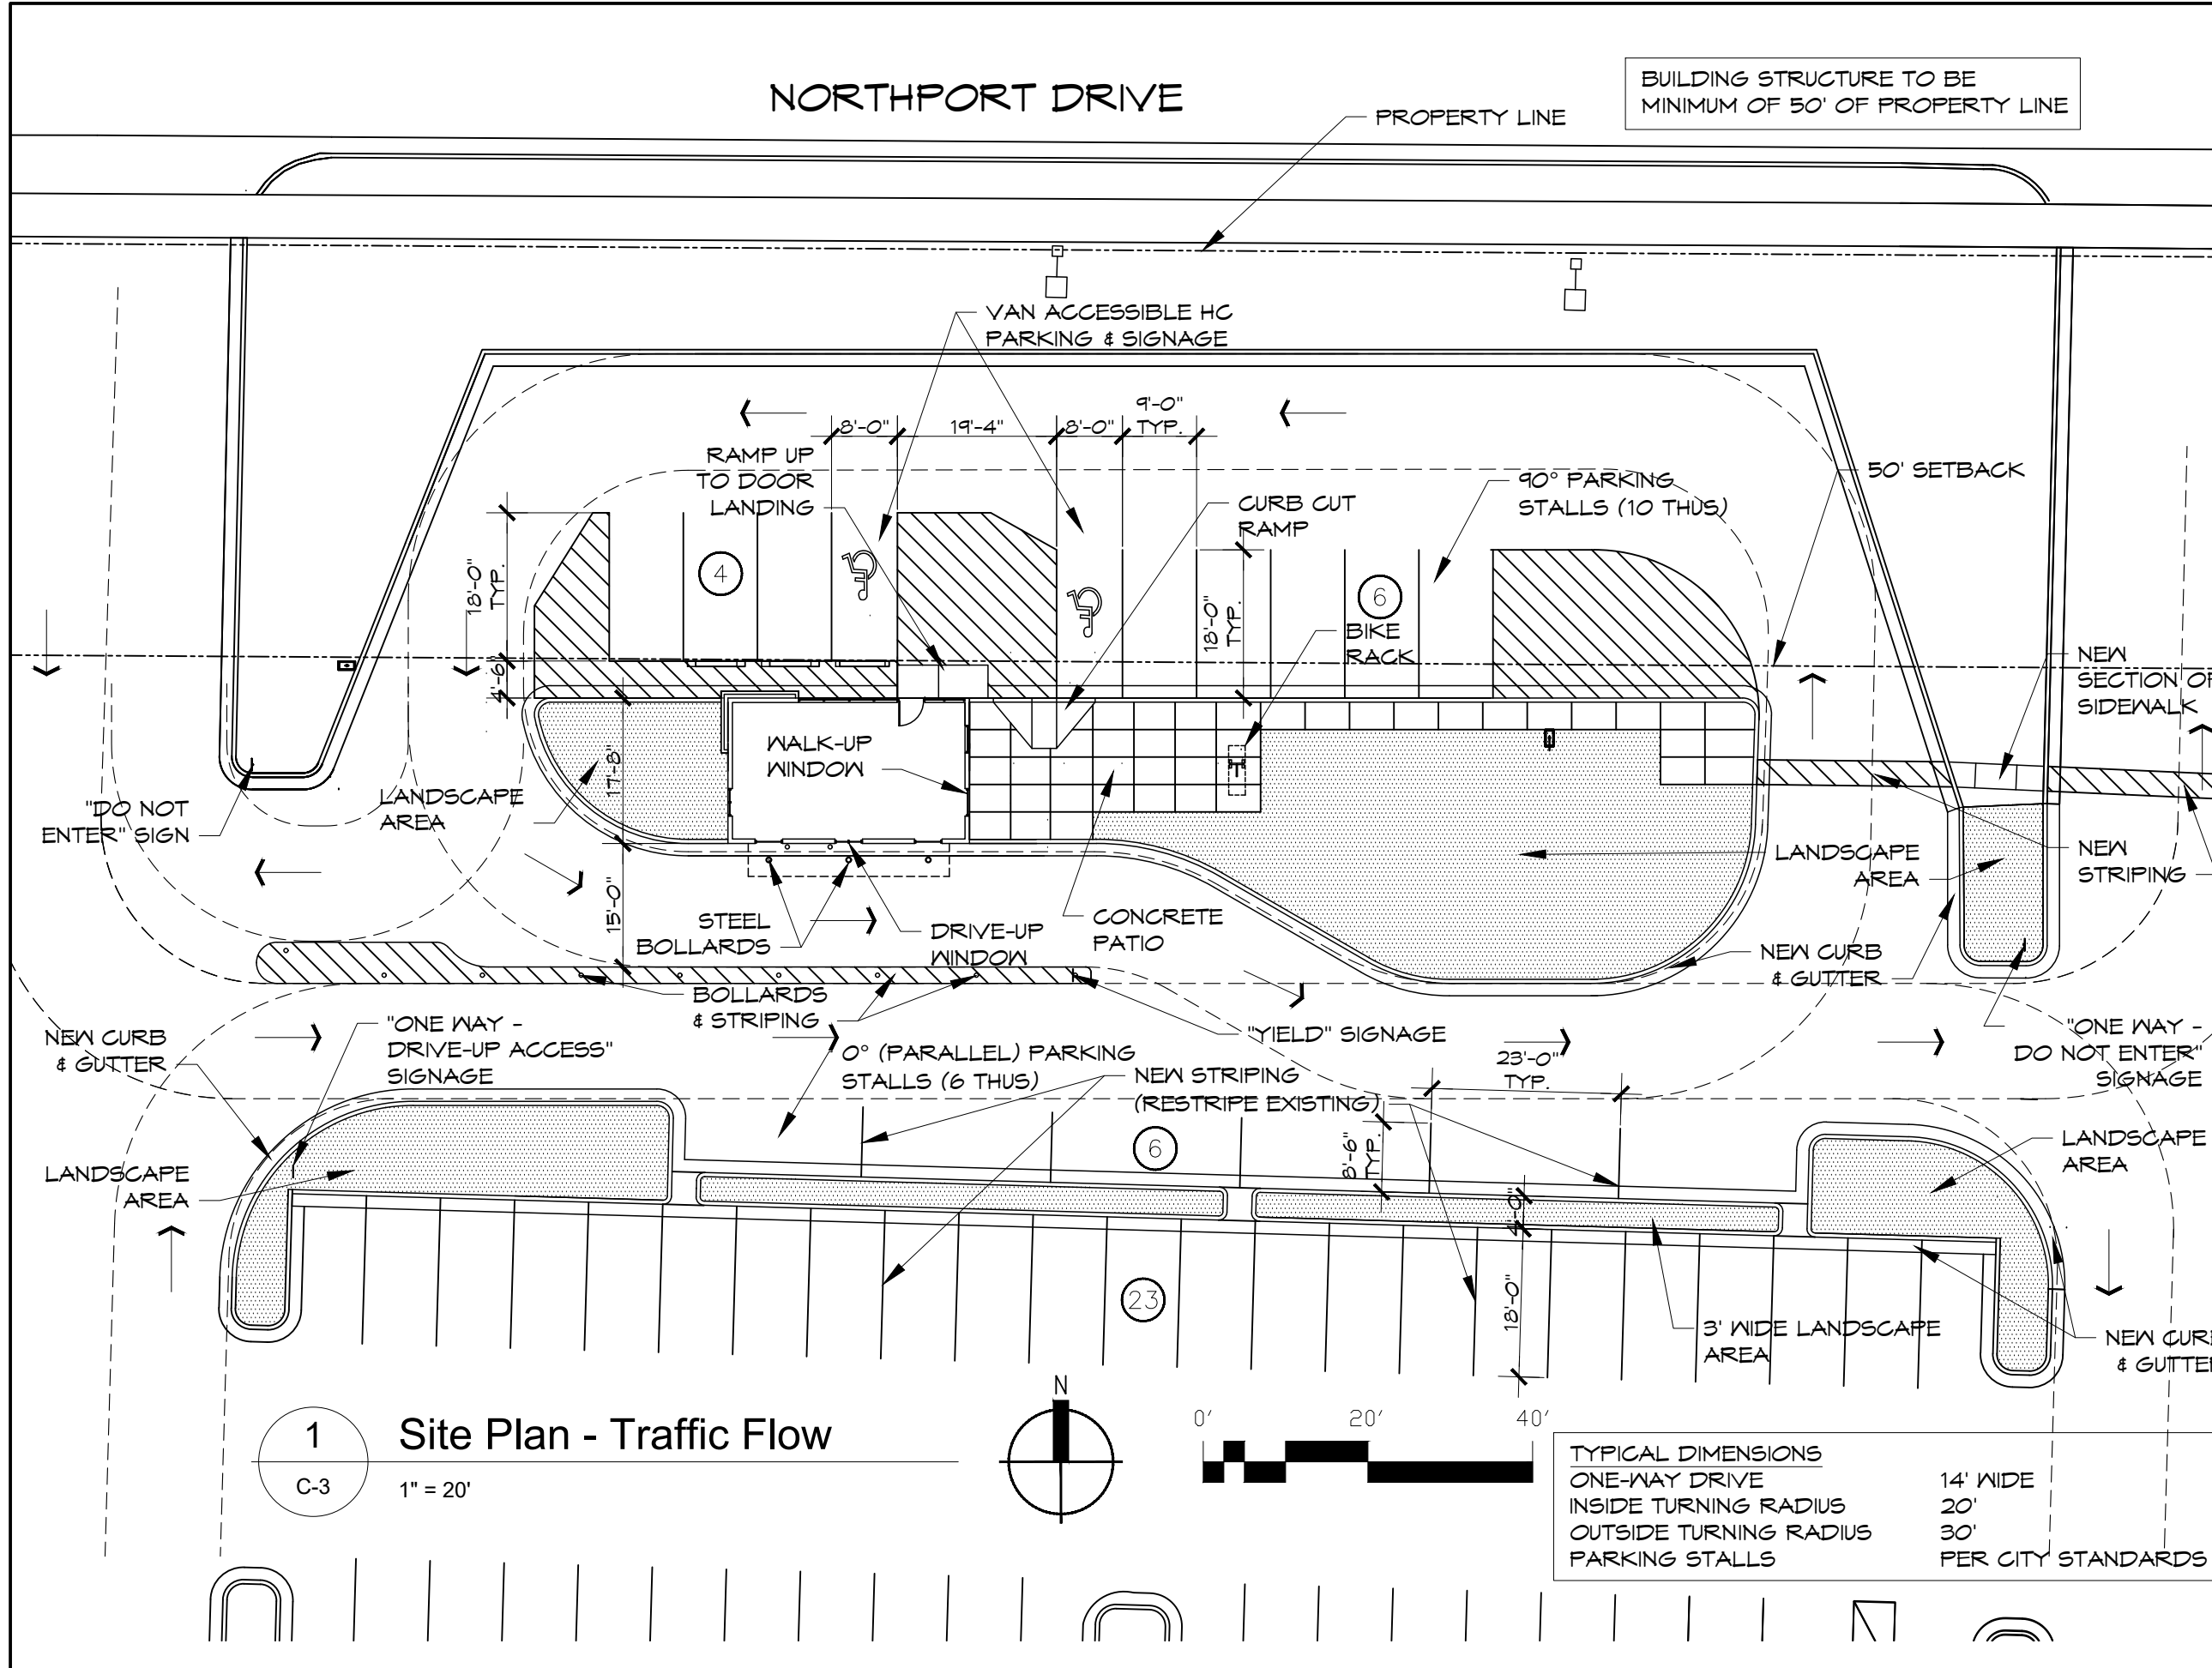 NORTHPORT DRIVE
BUILDING STRUCTURE TO BE
MINIMUM OF 50' OF PROPERTY LINE
PROPERTY LINE
VAN ACCESSIBLE HC
PARKING & SIGNAGE
8'-0"
19'-4"
8'-0"
9'-0"
TYP.
RAMP UP
TO DOOR
LANDING
50' SETBACK
90° PARKING
STALLS (10 THUS)
CURB CUT
RAMP
18'-0"
TYP.
4
6
18'-0"
TYP.
BIKE
RACK
4'-6"
NEW
SECTION OF
SIDEWALK
WALK-UP
WINDOW
17'-8"
"DO NOT
ENTER" SIGN
LANDSCAPE
AREA
LANDSCAPE
AREA
NEW
STRIPING
15'-0"
STEEL
BOLLARDS
DRIVE-UP
WINDOW
CONCRETE
PATIO
NEW CURB
& GUTTER
BOLLARDS
& STRIPING
NEW CURB
& GUTTER
"ONE WAY -
DRIVE-UP ACCESS"
SIGNAGE
"YIELD" SIGNAGE
"ONE WAY -
DO NOT ENTER"
SIGNAGE
0° (PARALLEL) PARKING
STALLS (6 THUS)
NEW STRIPING
(RESTRIPE EXISTING)
23'-0"
TYP.
6
8'-6"
TYP.
LANDSCAPE
AREA
LANDSCAPE
AREA
4'-0"
23
18'-0"
3' WIDE LANDSCAPE
AREA
NEW CUR
& GUTTE
1
C-3
Site Plan - Traffic Flow
1" = 20'
N
0'
20'
40'
TYPICAL DIMENSIONS
ONE-WAY DRIVE 14' WIDE
INSIDE TURNING RADIUS 20'
OUTSIDE TURNING RADIUS 30'
PARKING STALLS PER CITY STANDARDS